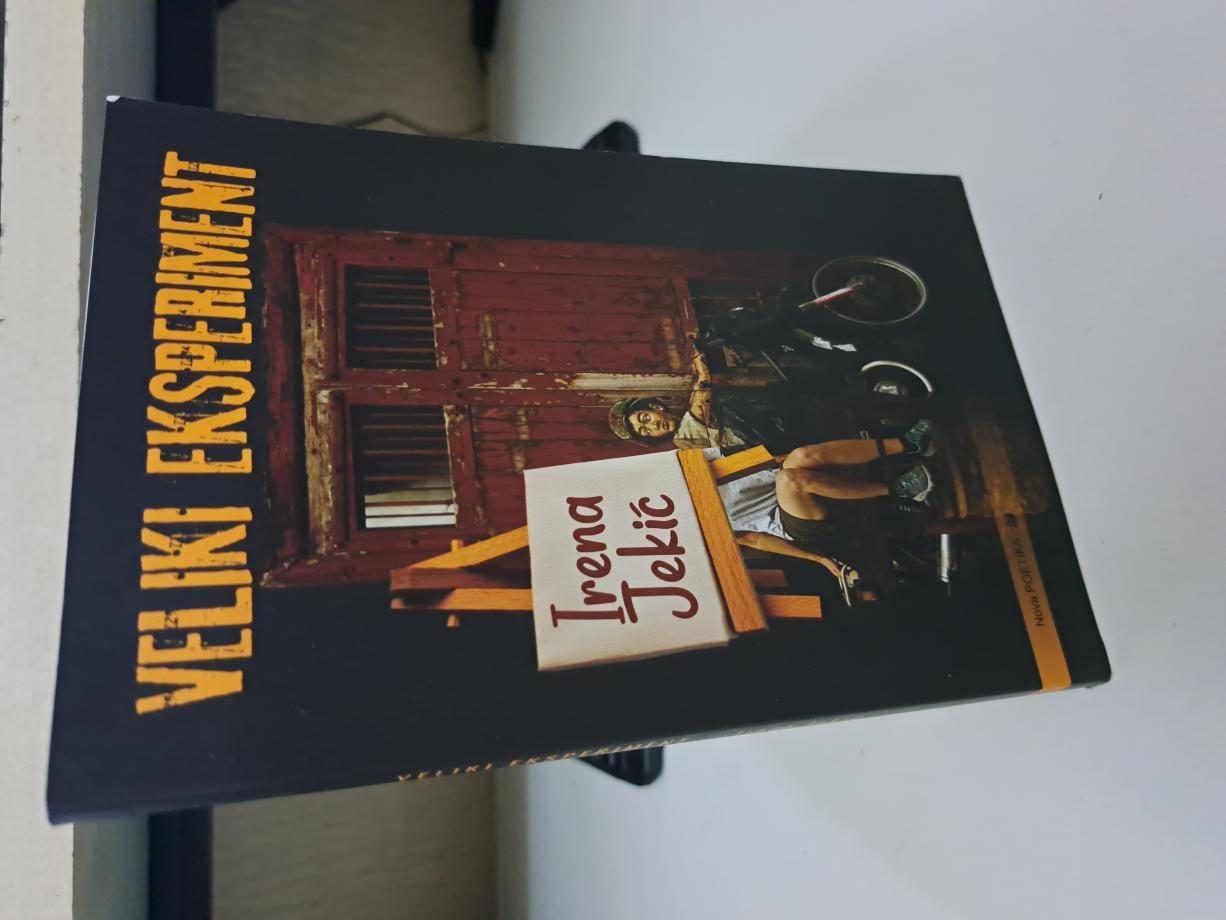 VELIKI EKSPERIMENT
Irena
Jekić
Nova POETIKA
VELIKI EKSPERIMENT